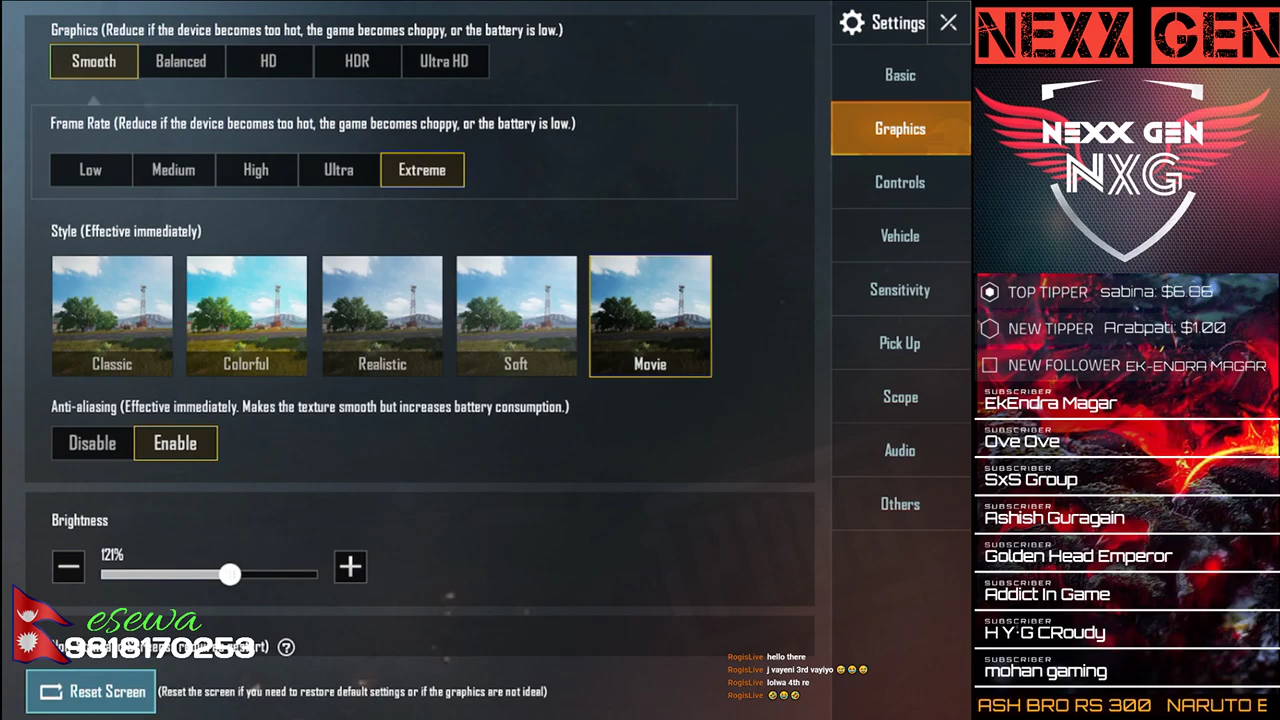 Graphics (Reduce if the device becomes too hot, the game becomes choppy, or the battery is low.)
Smooth
Balanced
HD
HDR
Ultra HD
Frame Rate (Reduce if the device becomes too hot, the game becomes choppy, or the battery is low.)
Low
Medium
High
Ultra
Extreme
Style (Effective immediately)
Classic
Colorful
Realistic
Soft
Movie
Anti-aliasing (Effective immediately. Makes the texture smooth but increases battery consumption.)
Disable
Enable
Brightness
121%
esewa
9818170253
restart)
Reset Screen
(Reset the screen if you need to restore default settings or if the graphics are not ideal)
RogisLive hello there
RogisLive j vayeni 3rd vayiyo
RogisLive lolwa 4th re
RogisLive
Settings
Basic
Graphics
Controls
Vehicle
Sensitivity
Pick Up
Scope
Audio
Others
NEXX GEN
NEXX GEN
NXG
TOP TIPPER sabina: $6.86
NEW TIPPER Arabpati: $1.00
NEW FOLLOWER EK-ENDRA MAGAR
SUBSCRIBER
EkEndra Magar
SUBSCRIBER
Ove Ove
SUBSCRIBER
SxS Group
SUBSCRIBER
Ashish Guragain
SUBSCRIBER
Golden Head Emperor
SUBSCRIBER
Addict In Game
SUBSCRIBER
H Y·G CRoudy
SUBSCRIBER
mohan gaming
ASH BRO RS 300 NARUTO E